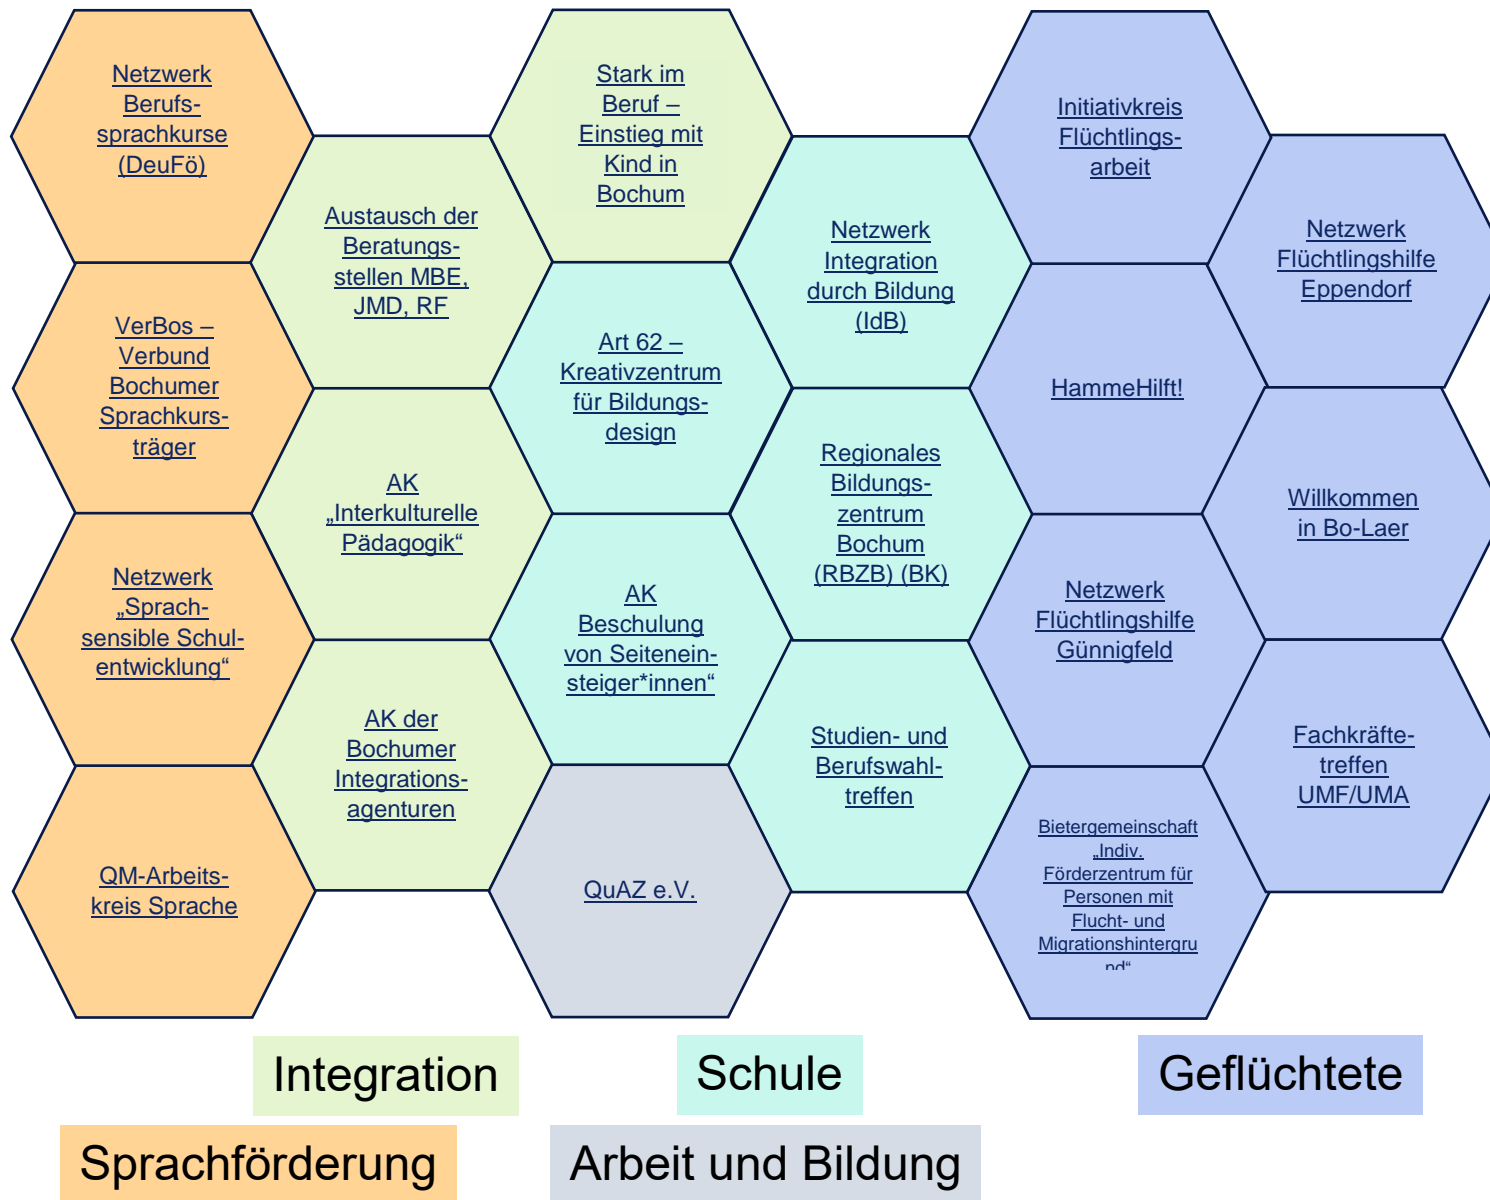 Netzwerk
Berufs-
sprachkurse
(DeuFö)
VerBos –
Verbund
Bochumer
Sprachkurs-
träger
Netzwerk
„Sprach-
sensible Schul-
entwicklung“
QM-Arbeits-
kreis Sprache
Austausch der
Beratungs-
stellen MBE,
JMD, RF
AK
„Interkulturelle
Pädagogik“
AK der
Bochumer
Integrations-
agenturen
Stark im
Beruf –
Einstieg mit
Kind in
Bochum
Art 62 –
Kreativzentrum
für Bildungs-
design
AK
Beschulung
von Seitenein-
steiger*innen“
QuAZ e.V.
Netzwerk
Integration
durch Bildung
(IdB)
Regionales
Bildungs-
zentrum
Bochum
(RBZB) (BK)
Studien- und
Berufswahl-
treffen
Initiativkreis
Flüchtlings-
arbeit
HammeHilft!
Netzwerk
Flüchtlingshilfe
Günnigfeld
Bietergemeinschaft
„Indiv.
Förderzentrum für
Personen mit
Flucht- und
Migrationshintergru
nd“
Netzwerk
Flüchtlingshilfe
Eppendorf
Willkommen
in Bo-Laer
Fachkräfte-
treffen
UMF/UMA
Integration
Schule
Geflüchtete
Sprachförderung
Arbeit und Bildung